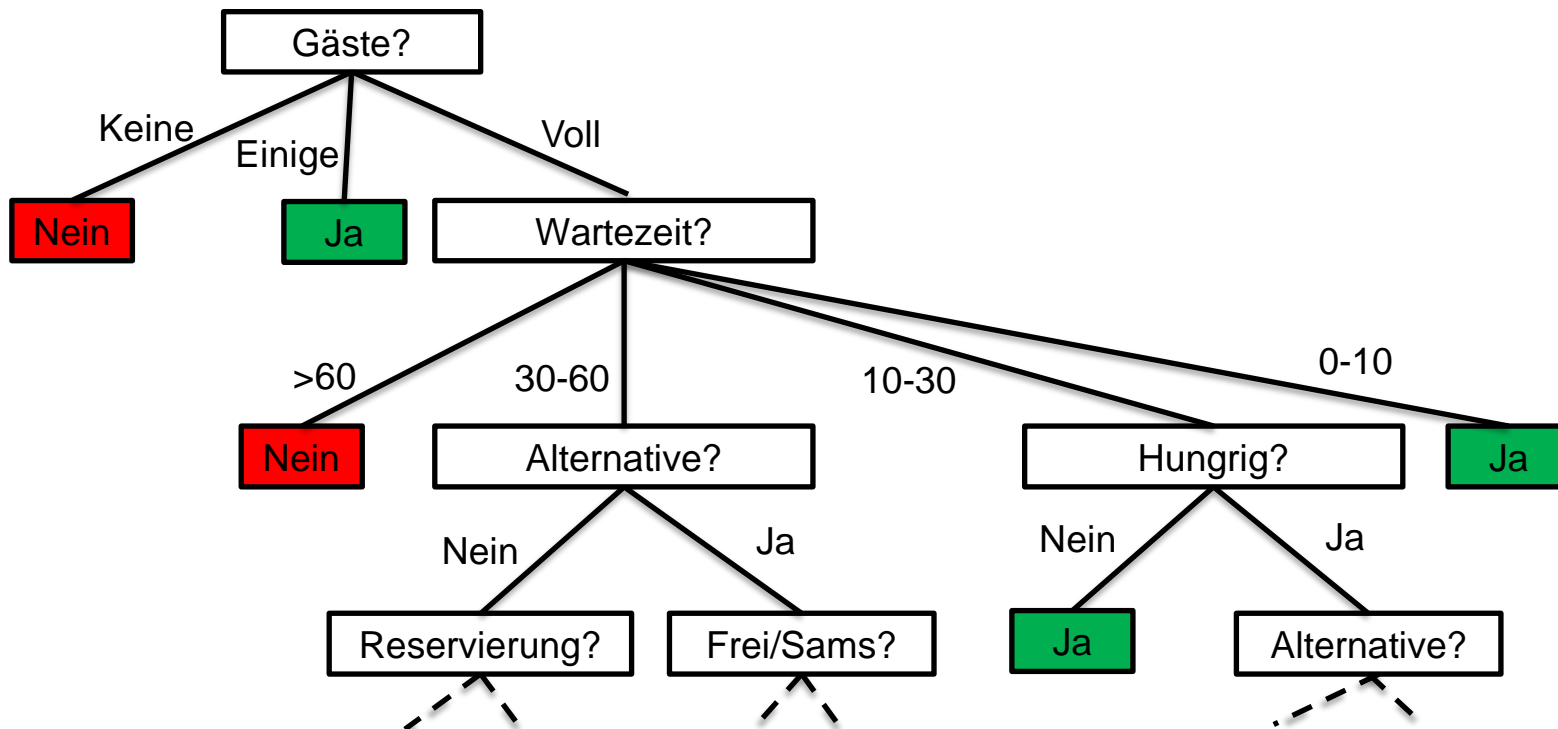 Gäste?
Keine
Einige
Voll
Nein
Ja
Wartezeit?
>60
30-60
10-30
0-10
Nein
Alternative?
Hungrig?
Ja
Nein
Ja
Nein
Ja
Reservierung?
Frei/Sams?
Ja
Alternative?